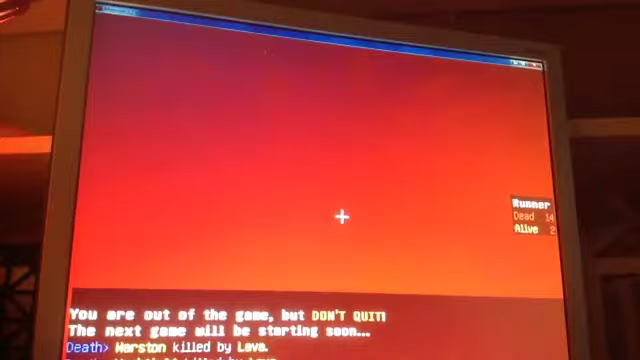 Runner
Dead 14
Alive 2
You are out of the game, but DON'T QUIT!
The next game will be starting soon...
Death> Harston killed by Lava.